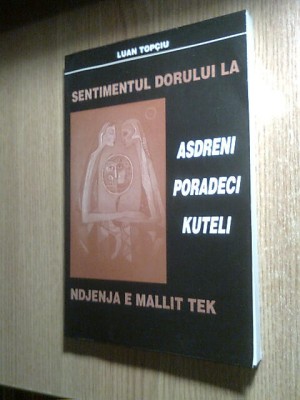 LUAN TOPÇIU
SENTIMENTUL DORULUI LA
ASDRENI
PORADECI
KUTELI
NDJENJA E MALLIT TEK